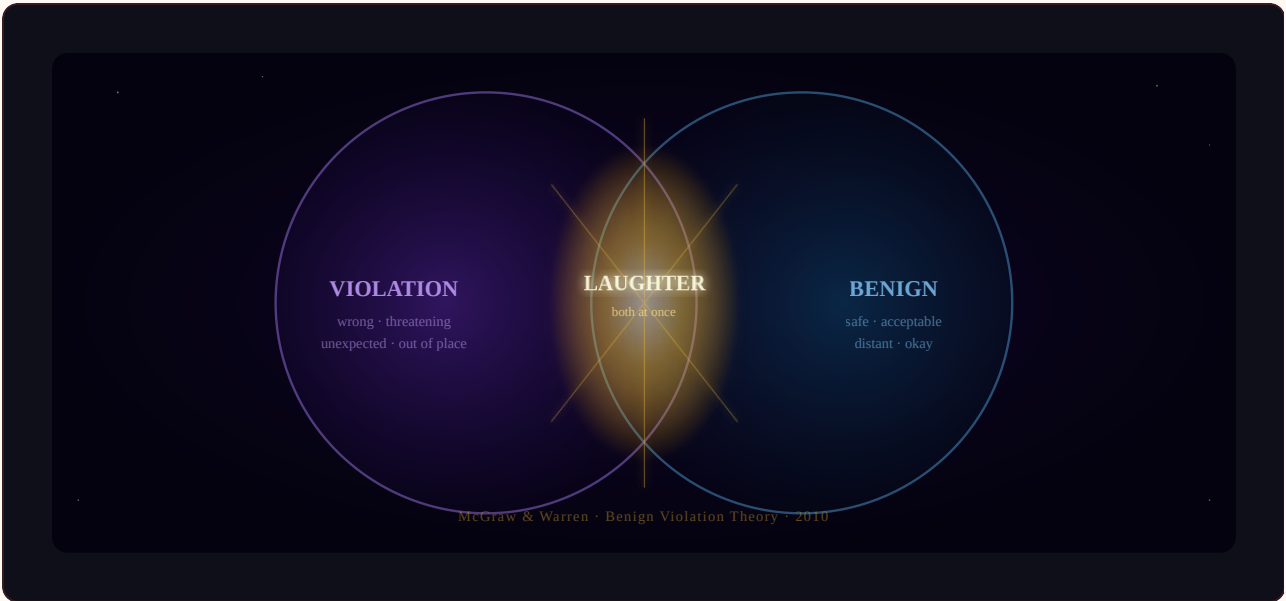 VIOLATION
wrong · threatening
unexpected · out of place
LAUGHTER
both at once
BENIGN
safe · acceptable
distant · okay
McGraw & Warren · Benign Violation Theory · 2010